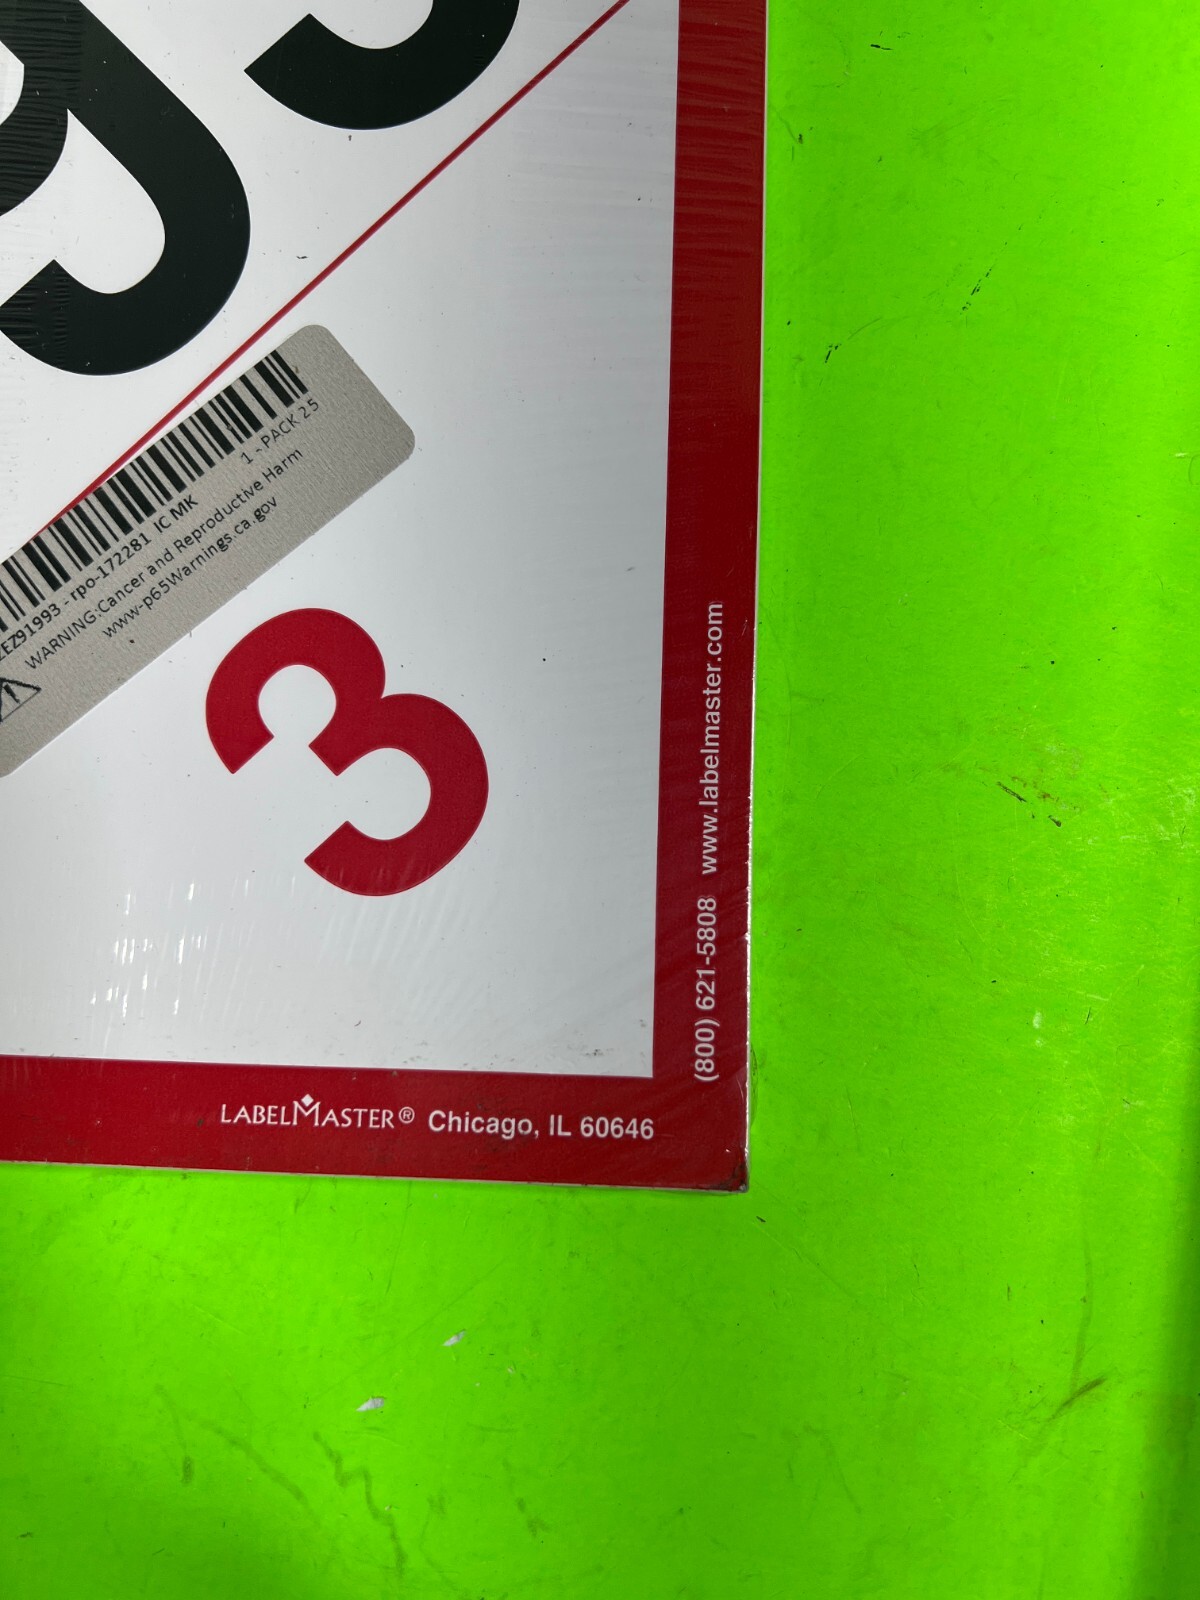 1 - PACK 25
ZEZ91993 - rpo-172281 IC MK
WARNING:Cancer and Reproductive Harm
www-p65Warnings.ca.gov
3
(800) 621-5808 www.labelmaster.com
LABELMASTER® Chicago, IL 60646